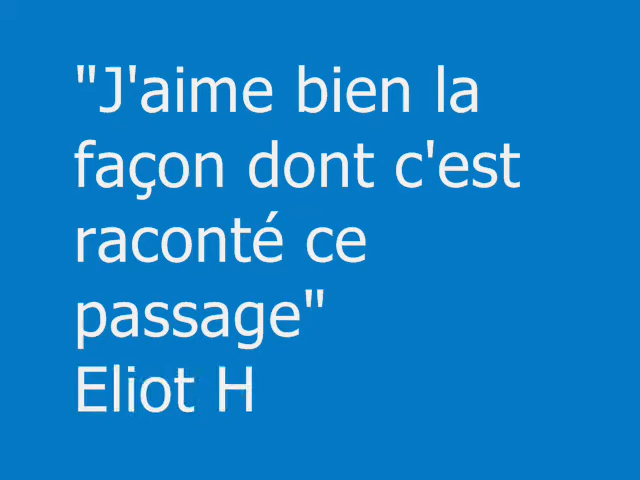 "J'aime bien la
façon dont c'est
raconté ce
passage"
Eliot H